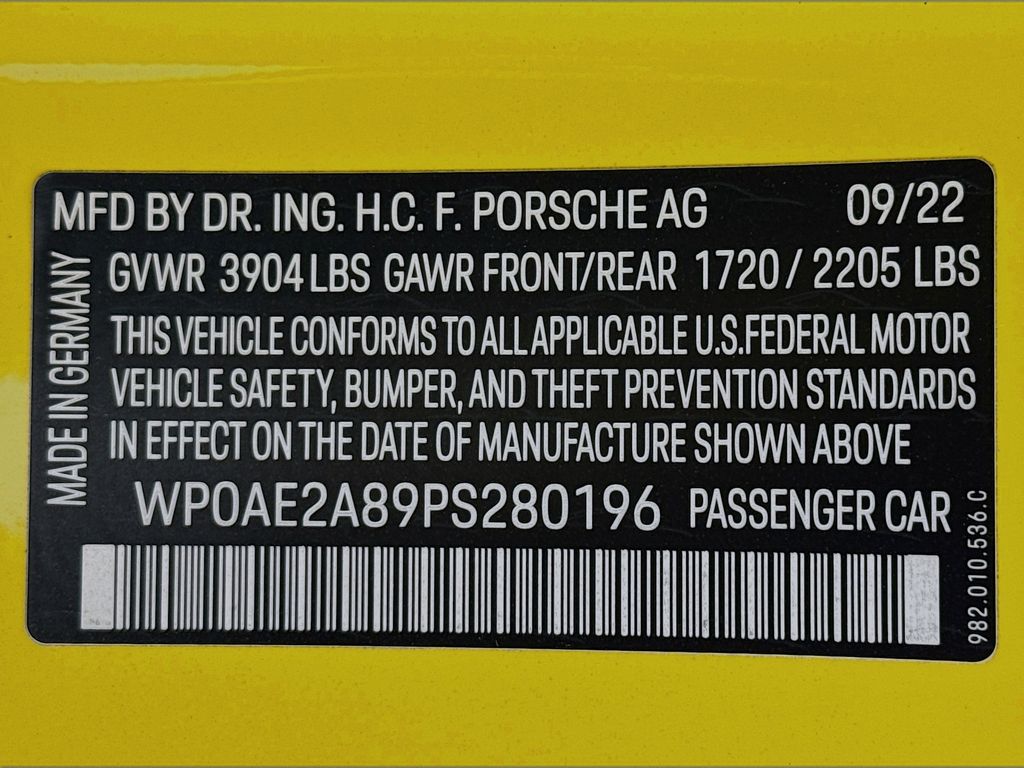 MFD BY DR. ING. H.C. F. PORSCHE AG 09/22
GVWR 3904 LBS GAWR FRONT/REAR 1720 / 2205 LBS
THIS VEHICLE CONFORMS TO ALL APPLICABLE U.S.FEDERAL MOTOR
VEHICLE SAFETY, BUMPER, AND THEFT PREVENTION STANDARDS
IN EFFECT ON THE DATE OF MANUFACTURE SHOWN ABOVE
WP0AE2A89PS280196 PASSENGER CAR
MADE IN GERMANY
982.010.536.C